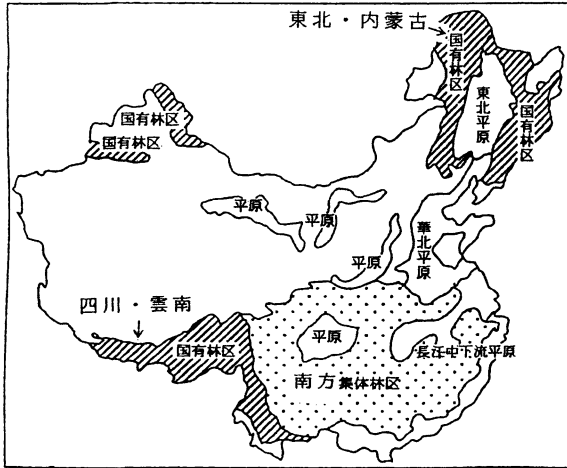 東北・内蒙古
国有林区
東北平原
国有林区
国有林区
国有林区
平原
平原
平原
華北平原
四川・雲南
国有林区
平原
長江中下流平原
南方集体林区